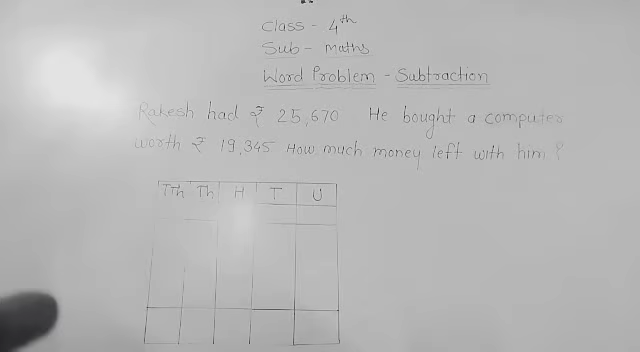 Class - 4th
Sub - Maths
Word Problem - Subtraction
Rakesh had ₹ 25,670 He bought a computer
worth ₹ 19,345 How much money left with him ?
TTh Th H T U